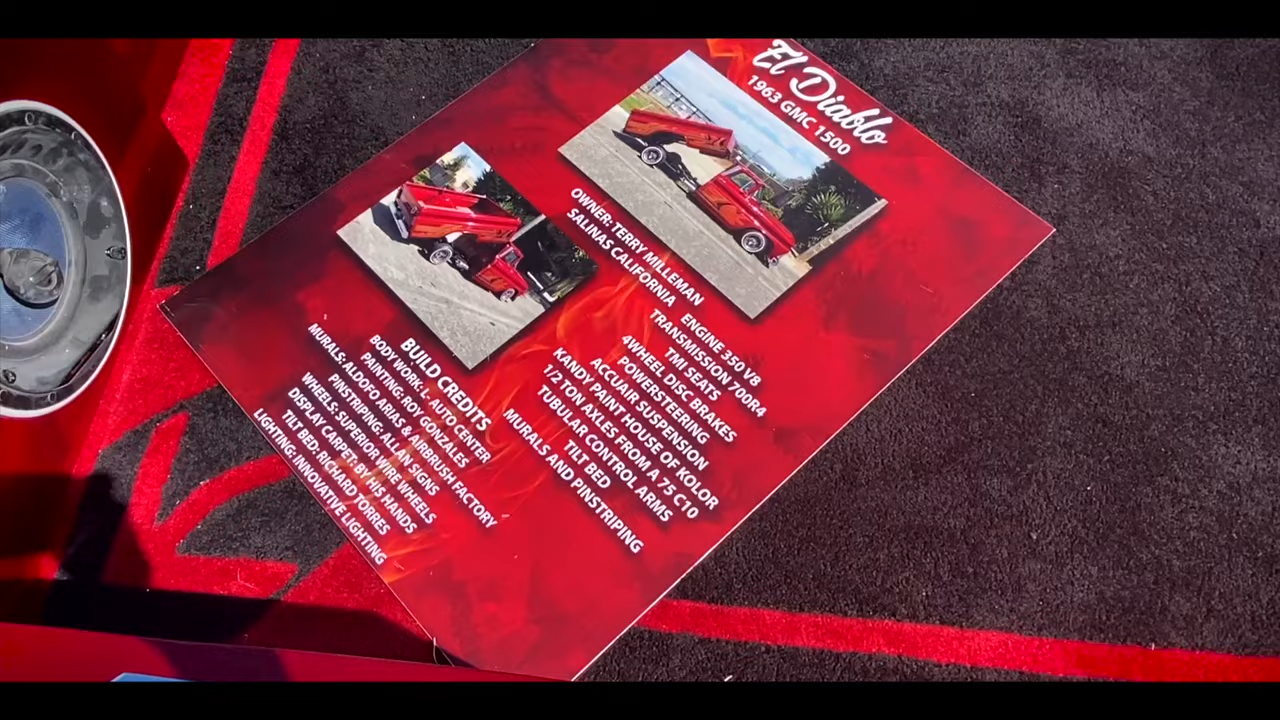 El Diablo
1963 GMC 1500
OWNER: TERRY MILLEMAN
SALINAS CALIFORNIA
ENGINE 350 V8
TRANSMISSION 700R4
TMI SEATS
4WHEEL DISC BRAKES
POWERSTEERING
ACCUAIR SUSPENSION
KANDY PAINT HOUSE OF KOLOR
1/2 TON AXLES FROM A 75 C10
TUBULAR CONTROL ARMS
TILT BED
MURALS AND PINSTRIPING
BUILD CREDITS
BODY WORK: L- AUTO CENTER
PAINTING: ROY GONZALES
MURALS: ALDOFO ARIAS & AIRBRUSH FACTORY
PINSTRIPING: ALLAN SIGNS
WHEELS: SUPERIOR WIRE WHEELS
DISPLAY CARPET: BY HIS HANDS
TILT BED: RICHARD TORRES
LIGHTING: INNOVATIVE LIGHTING